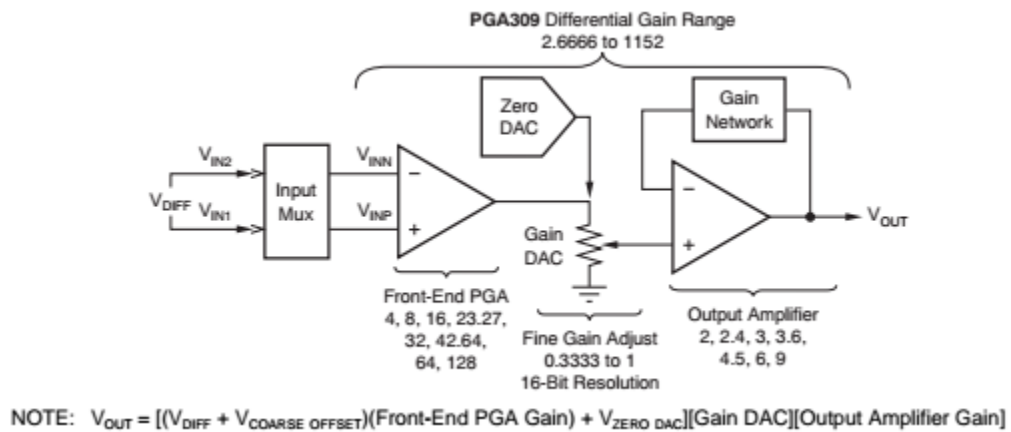 PGA309 Differential Gain Range
2.6666 to 1152
Zero
DAC
Gain
Network
V_IN2
V_INN
V_DIFF
Input
Mux
V_IN1
V_INP
V_OUT
Gain
DAC
Front-End PGA
4, 8, 16, 23.27,
32, 42.64,
64, 128
Fine Gain Adjust
0.3333 to 1
16-Bit Resolution
Output Amplifier
2, 2.4, 3, 3.6,
4.5, 6, 9
NOTE: V_OUT = [(V_DIFF + V_COARSE OFFSET)(Front-End PGA Gain) + V_ZERO DAC][Gain DAC][Output Amplifier Gain]